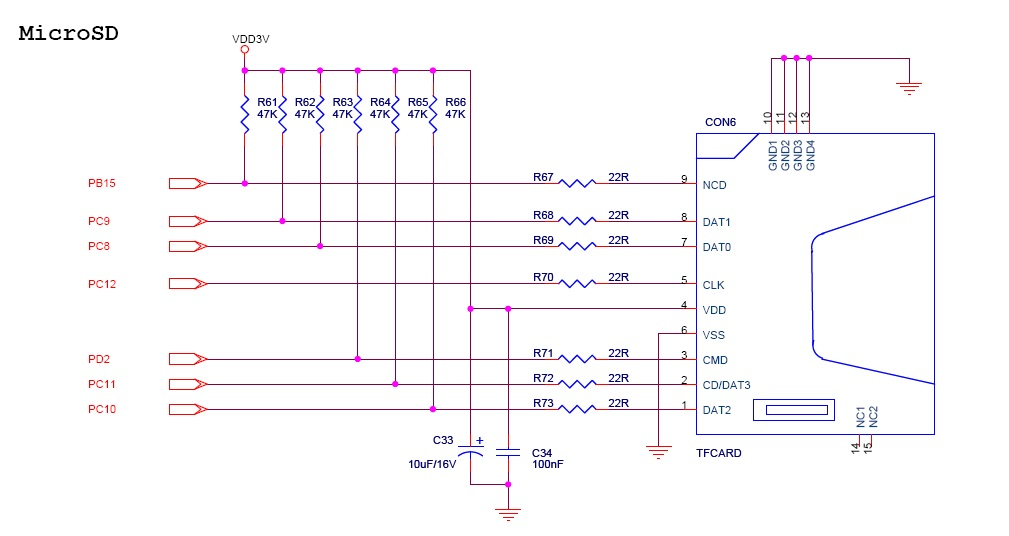 MicroSD
VDD3V
R61 R62 R63 R64 R65 R66
47K 47K 47K 47K 47K 47K
CON6
10 11 12 13
GND1 GND2 GND3 GND4
PB15 R67 22R 9 NCD
PC9 R68 22R 8 DAT1
PC8 R69 22R 7 DAT0
PC12 R70 22R 5 CLK
4 VDD
6 VSS
PD2 R71 22R 3 CMD
PC11 R72 22R 2 CD/DAT3
PC10 R73 22R 1 DAT2
NC1 NC2
14 15
C33 +
10uF/16V
C34
100nF
TFCARD